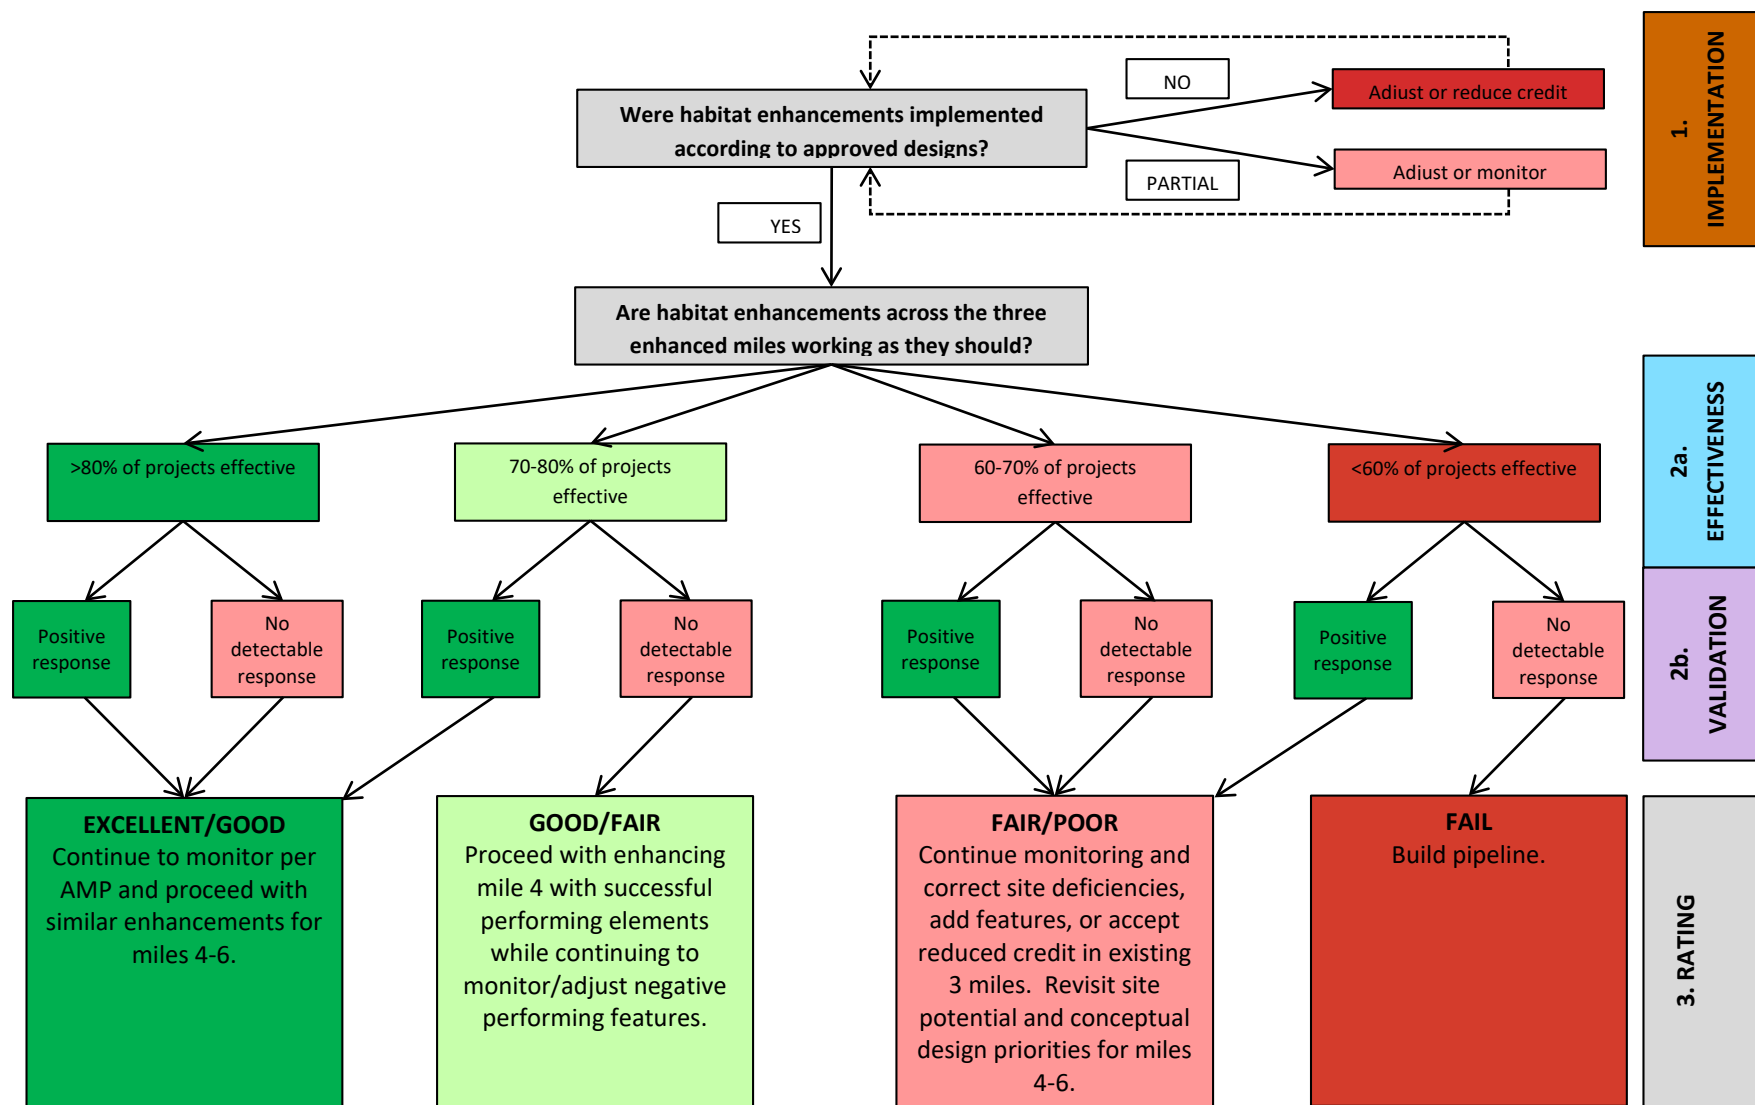 NO
Adjust or reduce credit
Were habitat enhancements implemented
according to approved designs?
PARTIAL
Adjust or monitor
YES
1.
IMPLEMENTATION
Are habitat enhancements across the three
enhanced miles working as they should?
>80% of projects effective
70-80% of projects
effective
60-70% of projects
effective
<60% of projects effective
2a.
EFFECTIVENESS
Positive
response
No
detectable
response
Positive
response
No
detectable
response
Positive
response
No
detectable
response
Positive
response
No
detectable
response
2b.
VALIDATION
EXCELLENT/GOOD
Continue to monitor per
AMP and proceed with
similar enhancements for
miles 4-6.
GOOD/FAIR
Proceed with enhancing
mile 4 with successful
performing elements
while continuing to
monitor/adjust negative
performing features.
FAIR/POOR
Continue monitoring and
correct site deficiencies,
add features, or accept
reduced credit in existing
3 miles.  Revisit site
potential and conceptual
design priorities for miles
4-6.
FAIL
Build pipeline.
3. RATING